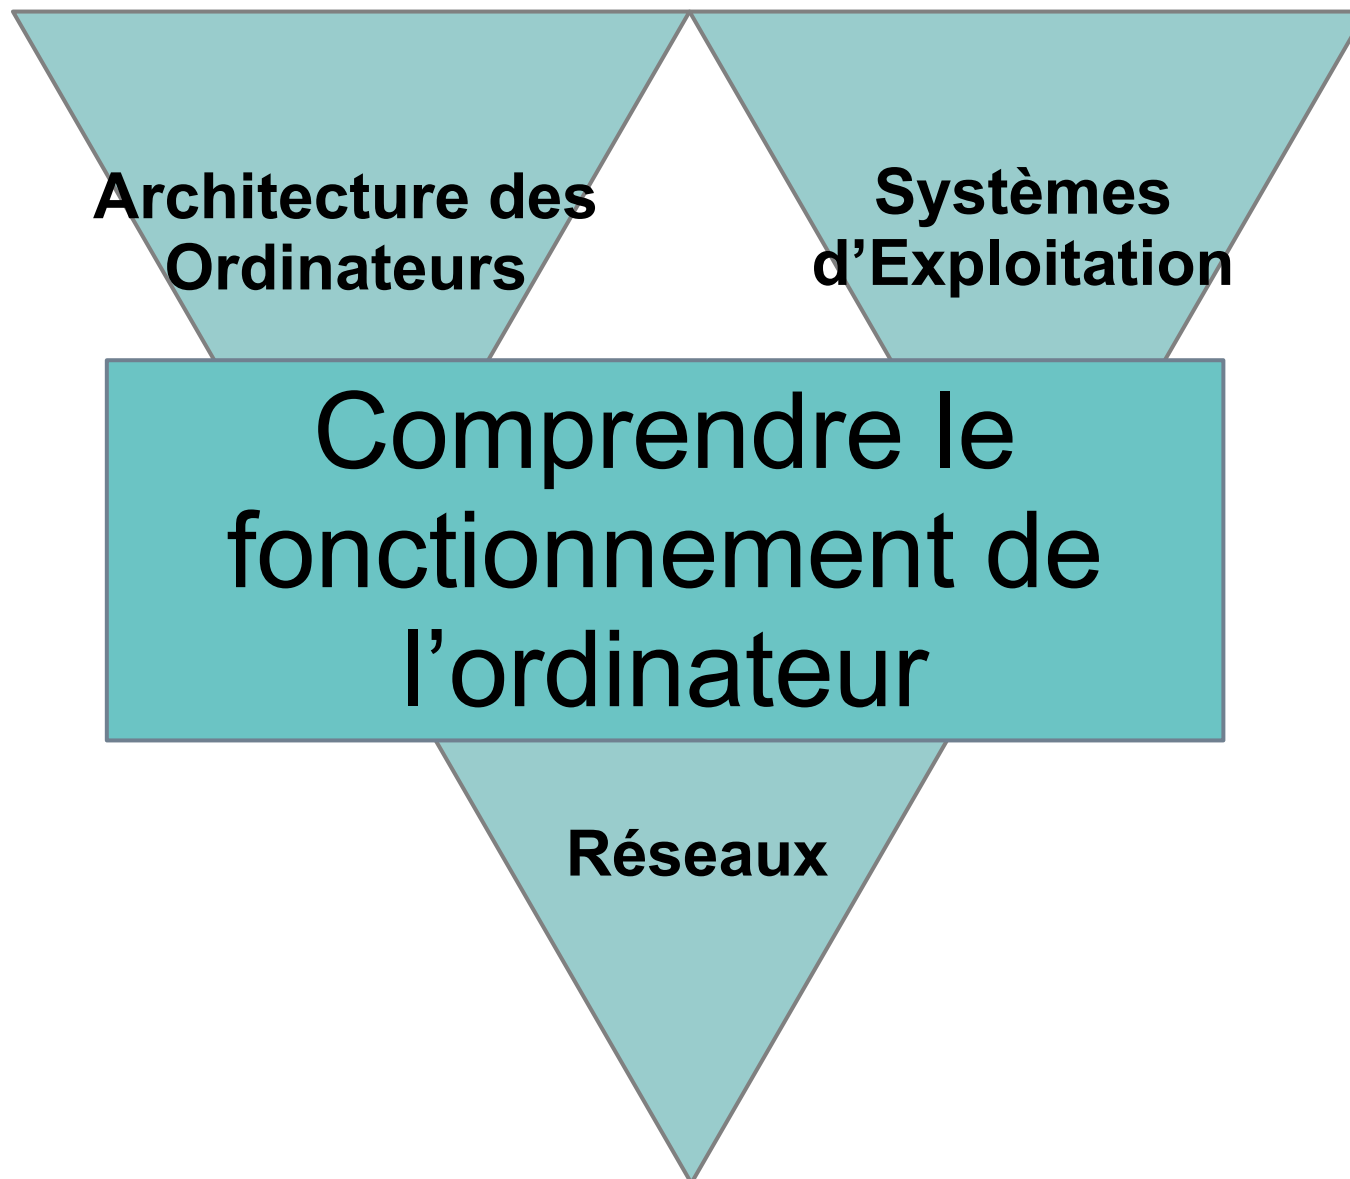 Architecture des
Ordinateurs
Systèmes
d’Exploitation
Comprendre le
fonctionnement de
l’ordinateur
Réseaux